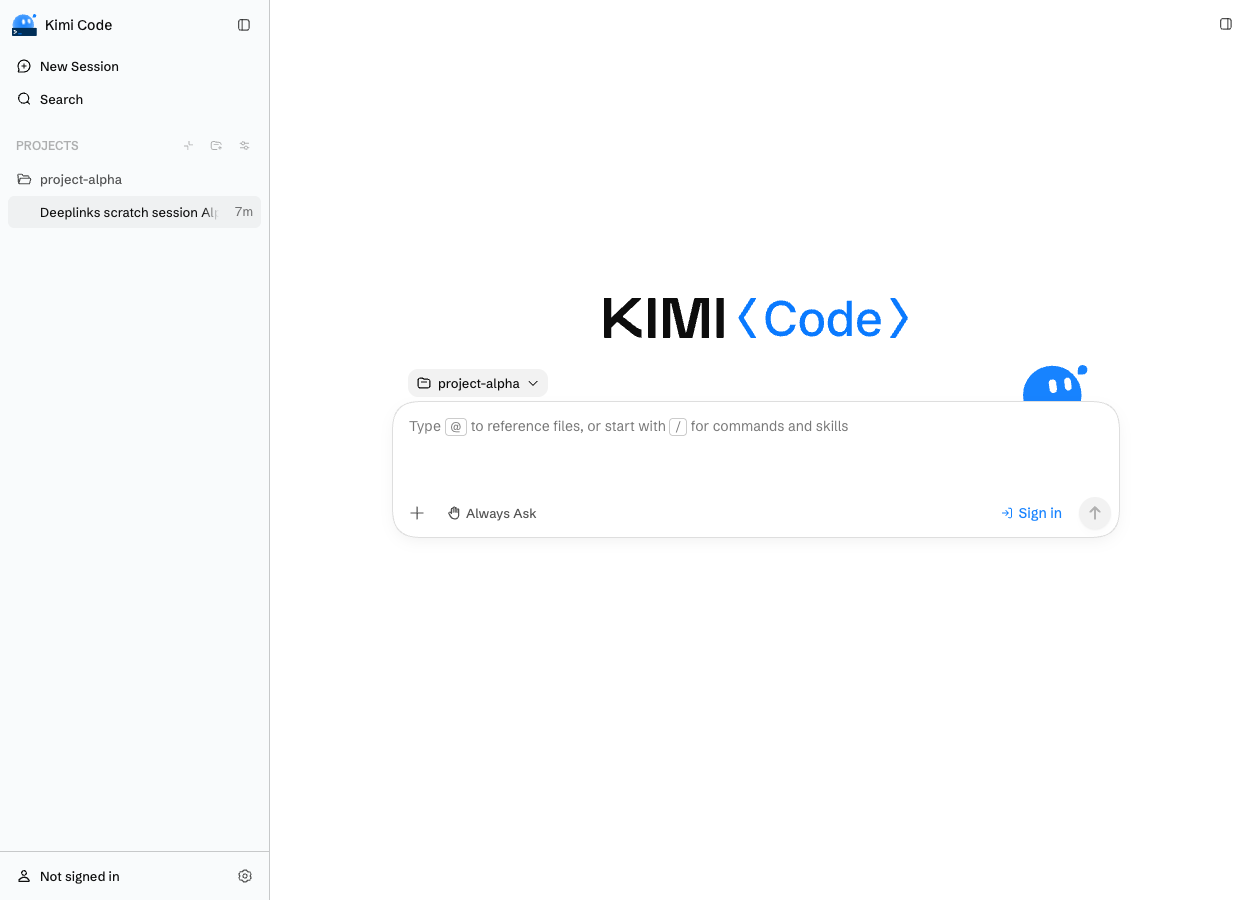 Kimi Code
New Session
Search
PROJECTS
project-alpha
Deeplinks scratch session Al 7m
KIMI 〈Code〉
project-alpha
Type @ to reference files, or start with / for commands and skills
Always Ask
Sign in
Not signed in